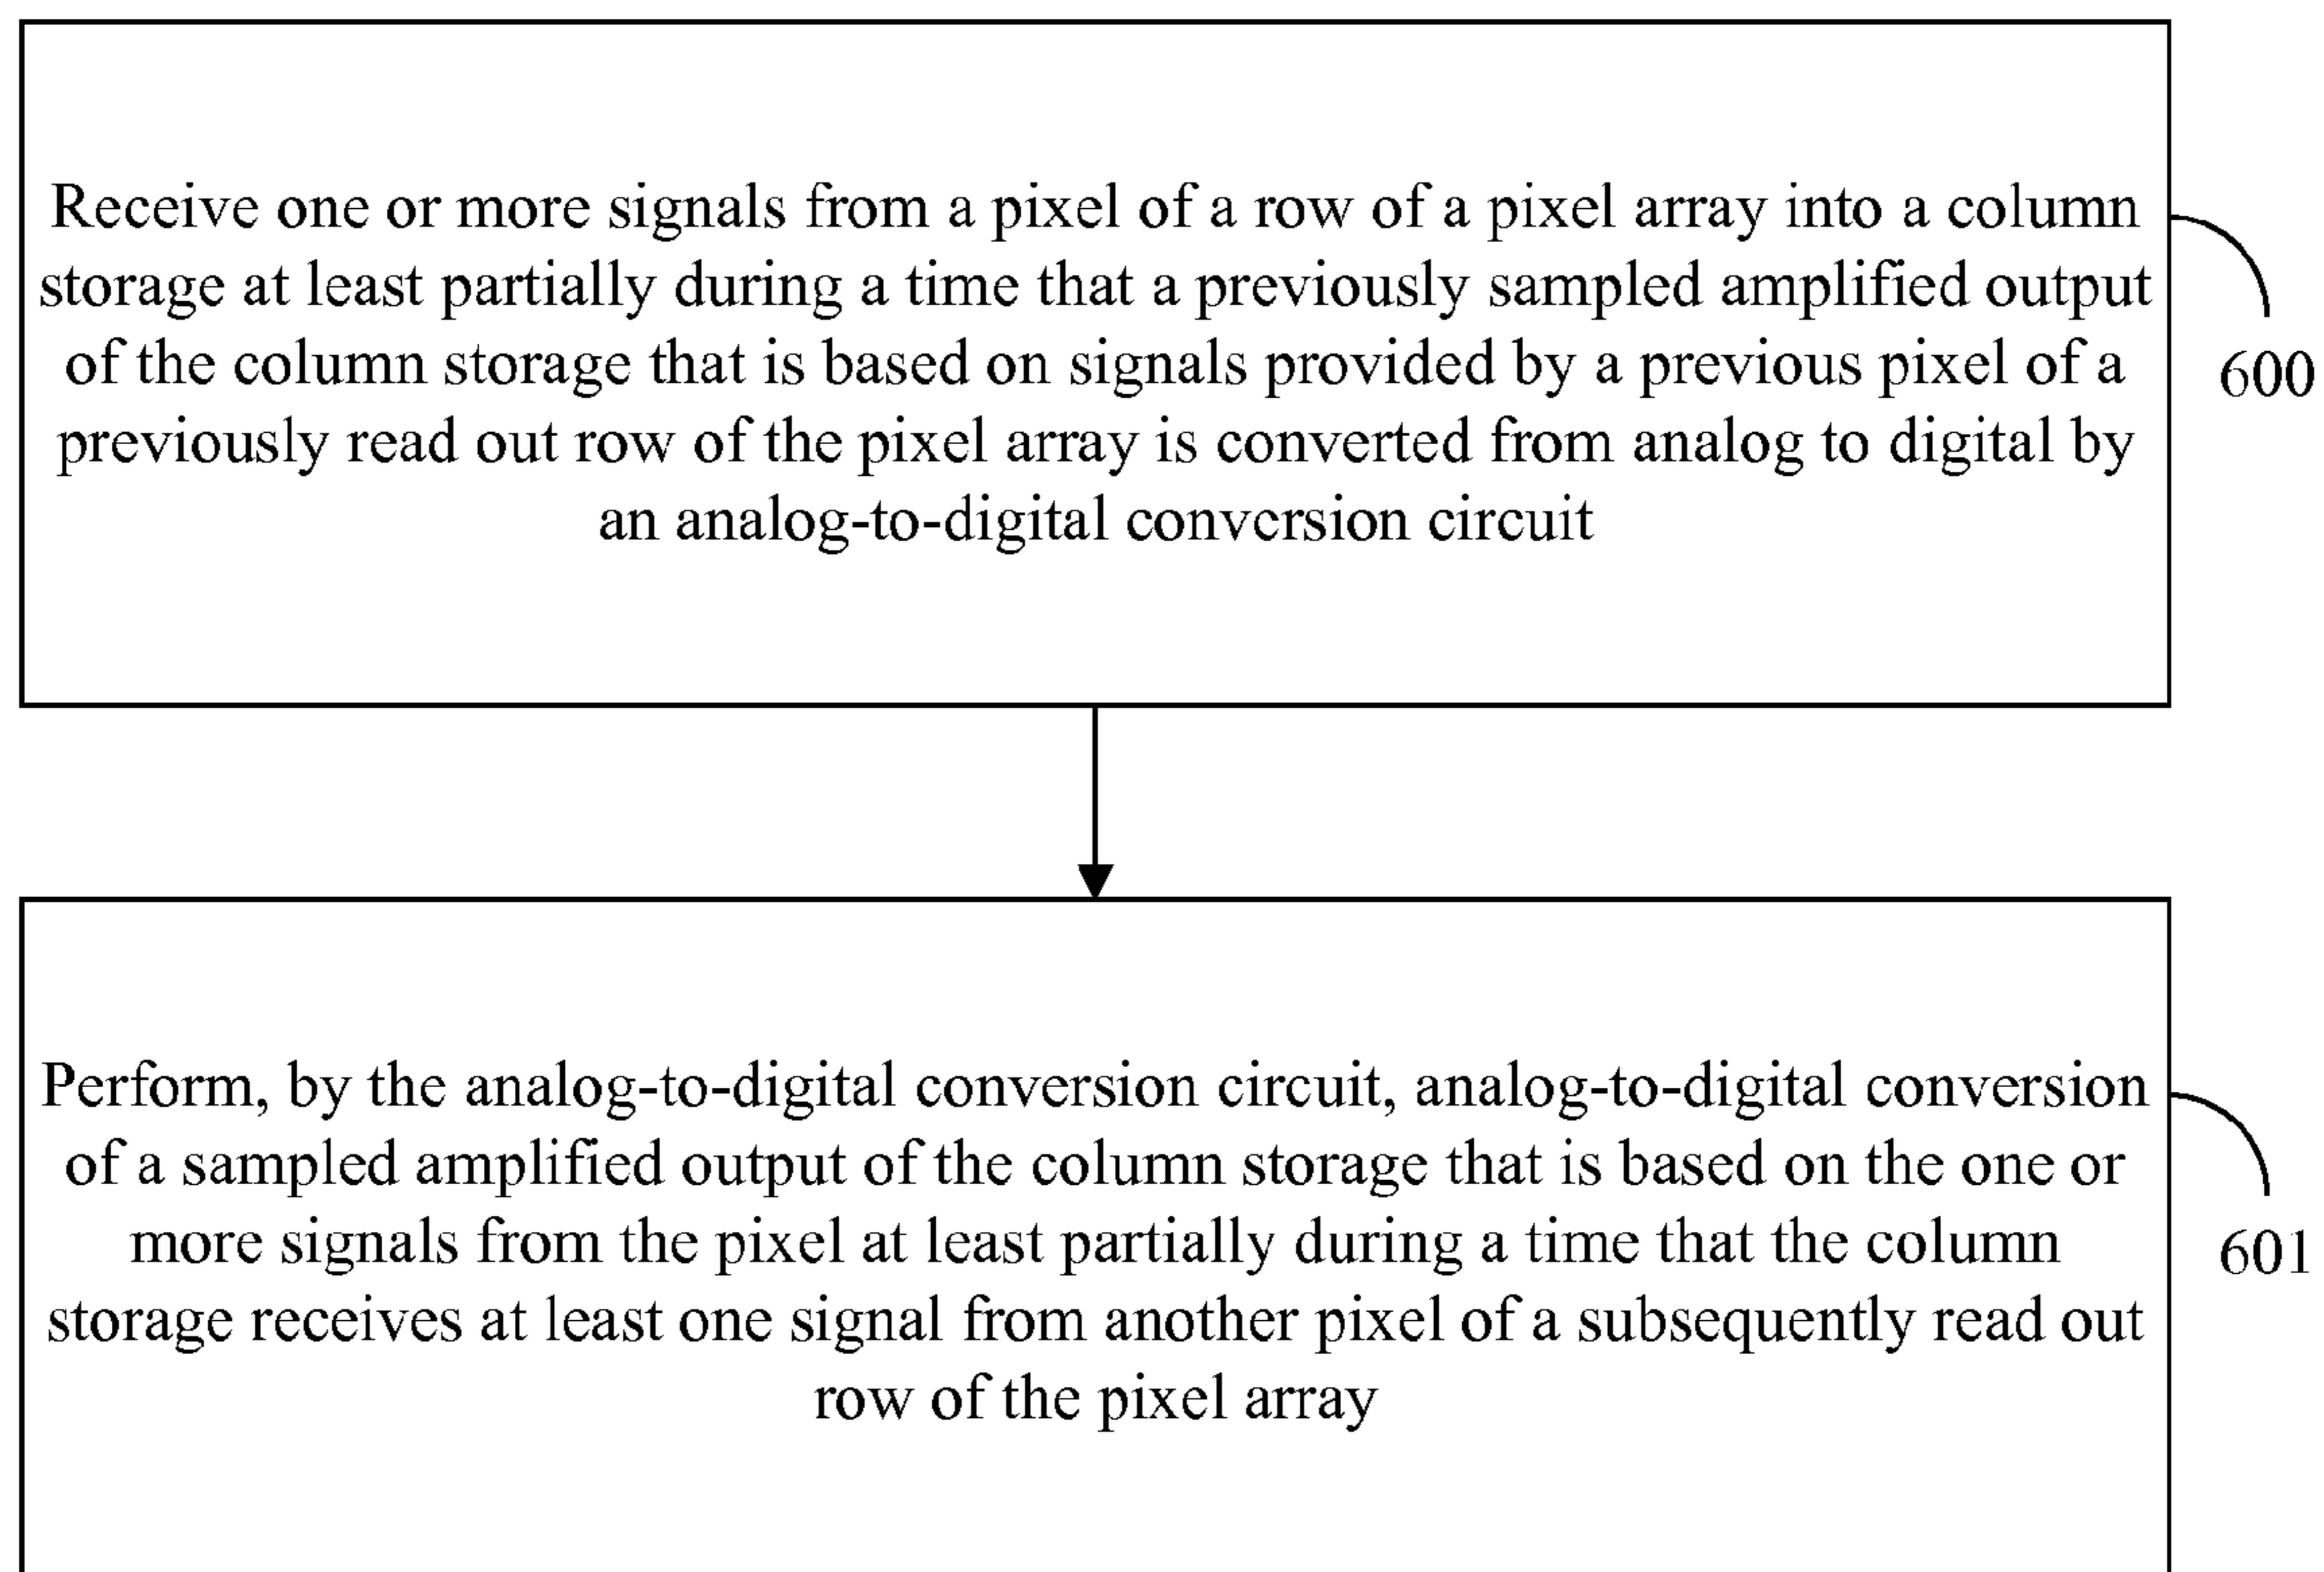 Receive one or more signals from a pixel of a row of a pixel array into a column
storage at least partially during a time that a previously sampled amplified output
of the column storage that is based on signals provided by a previous pixel of a
previously read out row of the pixel array is converted from analog to digital by
an analog-to-digital conversion circuit
600
Perform, by the analog-to-digital conversion circuit, analog-to-digital conversion
of a sampled amplified output of the column storage that is based on the one or
more signals from the pixel at least partially during a time that the column
storage receives at least one signal from another pixel of a subsequently read out
row of the pixel array
601